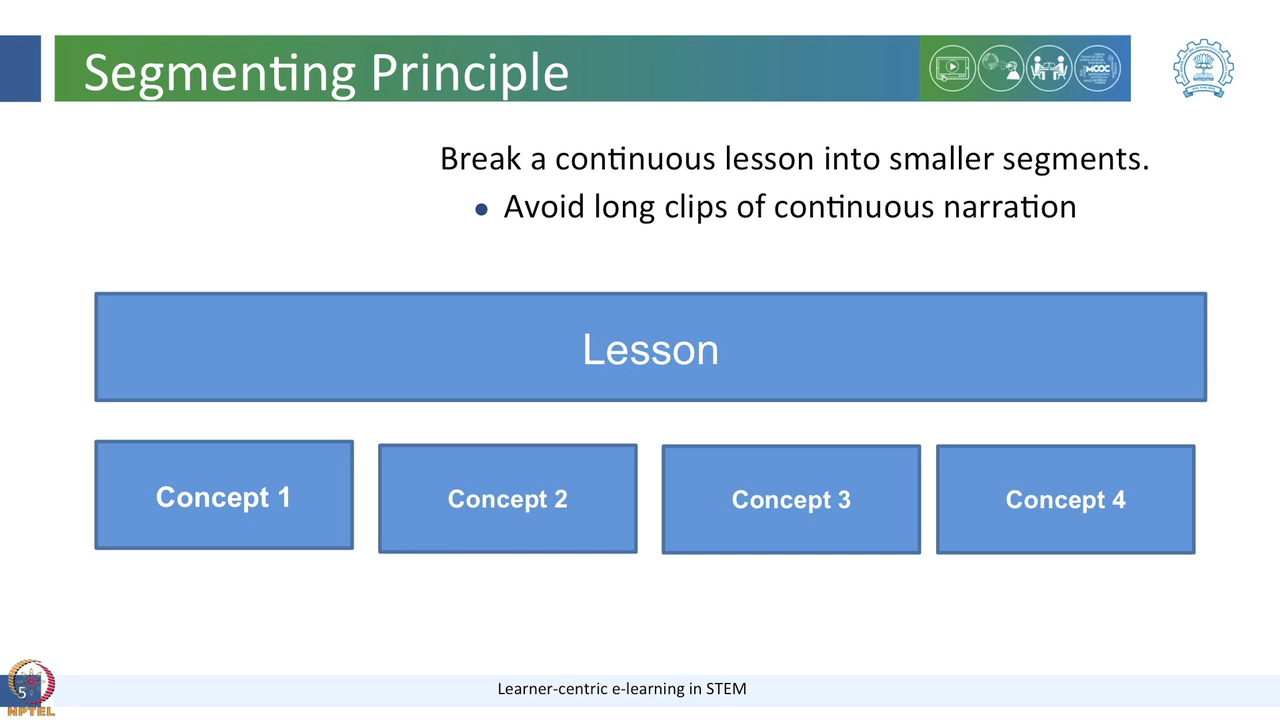 Segmenting Principle
MOOC
Break a continuous lesson into smaller segments.
• Avoid long clips of continuous narration
Lesson
Concept 1
Concept 2
Concept 3
Concept 4
5
NPTEL
Learner-centric e-learning in STEM